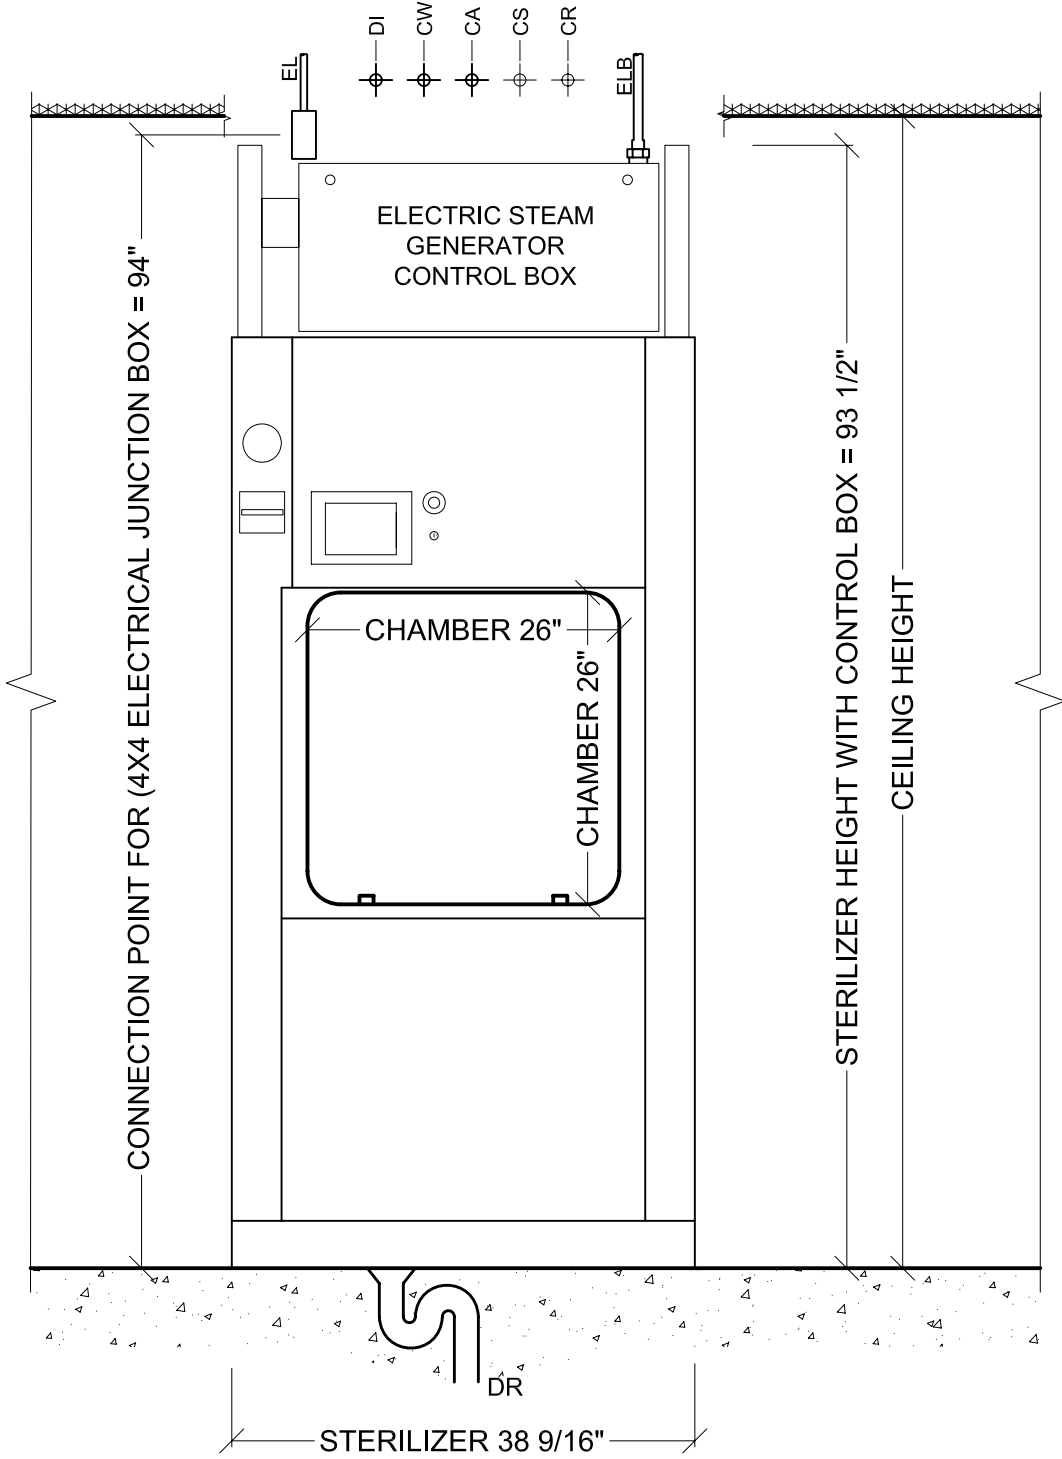 DI
CW
CA
CS
CR
EL
ELB
ELECTRIC STEAM
GENERATOR
CONTROL BOX
CONNECTION POINT FOR (4X4 ELECTRICAL JUNCTION BOX = 94"
STERILIZER HEIGHT WITH CONTROL BOX = 93 1/2"
CEILING HEIGHT
CHAMBER 26"
CHAMBER 26"
DR
STERILIZER 38 9/16"